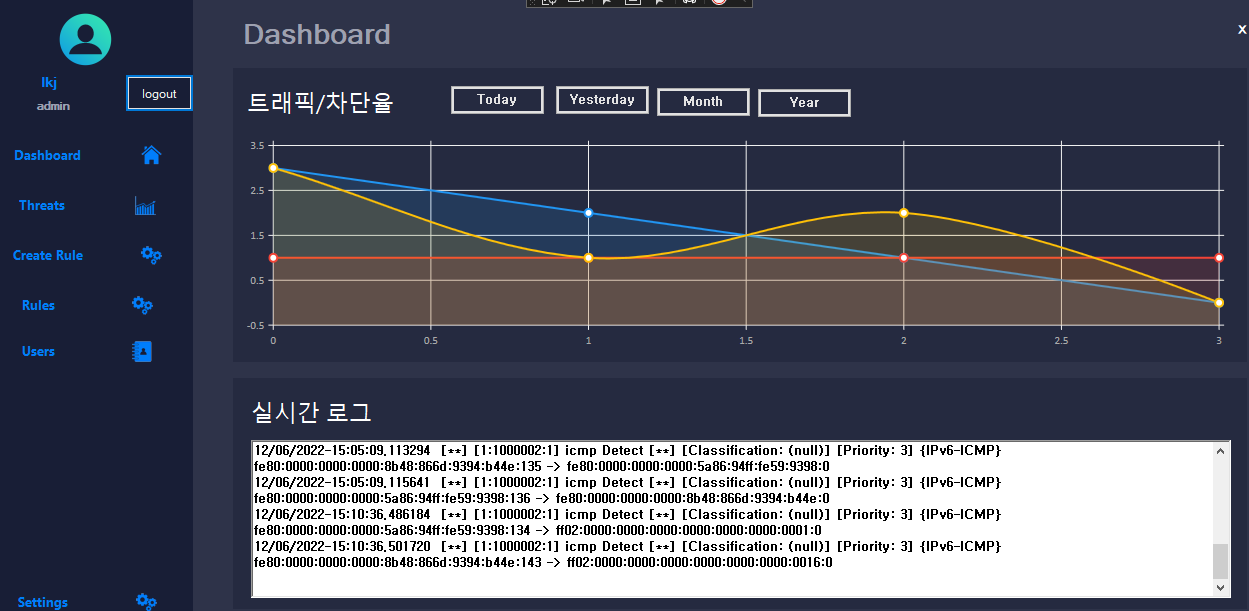 Dashboard
x
lkj
admin
logout
Dashboard
Threats
Create Rule
Rules
Users
Settings
트래픽/차단율
Today
Yesterday
Month
Year
3.5
2.5
1.5
0.5
-0.5
0 0.5 1 1.5 2 2.5 3
실시간 로그
12/06/2022-15:05:09.113294 [**] [1:1000002:1] icmp Detect [**] [Classification: (null)] [Priority: 3] {IPv6-ICMP}
fe80:0000:0000:0000:8b48:866d:9394:b44e:135 -> fe80:0000:0000:0000:5a86:94ff:fe59:9398:0
12/06/2022-15:05:09.115641 [**] [1:1000002:1] icmp Detect [**] [Classification: (null)] [Priority: 3] {IPv6-ICMP}
fe80:0000:0000:0000:5a86:94ff:fe59:9398:136 -> fe80:0000:0000:0000:8b48:866d:9394:b44e:0
12/06/2022-15:10:36.486184 [**] [1:1000002:1] icmp Detect [**] [Classification: (null)] [Priority: 3] {IPv6-ICMP}
fe80:0000:0000:0000:5a86:94ff:fe59:9398:134 -> ff02:0000:0000:0000:0000:0000:0000:0001:0
12/06/2022-15:10:36.501720 [**] [1:1000002:1] icmp Detect [**] [Classification: (null)] [Priority: 3] {IPv6-ICMP}
fe80:0000:0000:0000:8b48:866d:9394:b44e:143 -> ff02:0000:0000:0000:0000:0000:0000:0016:0